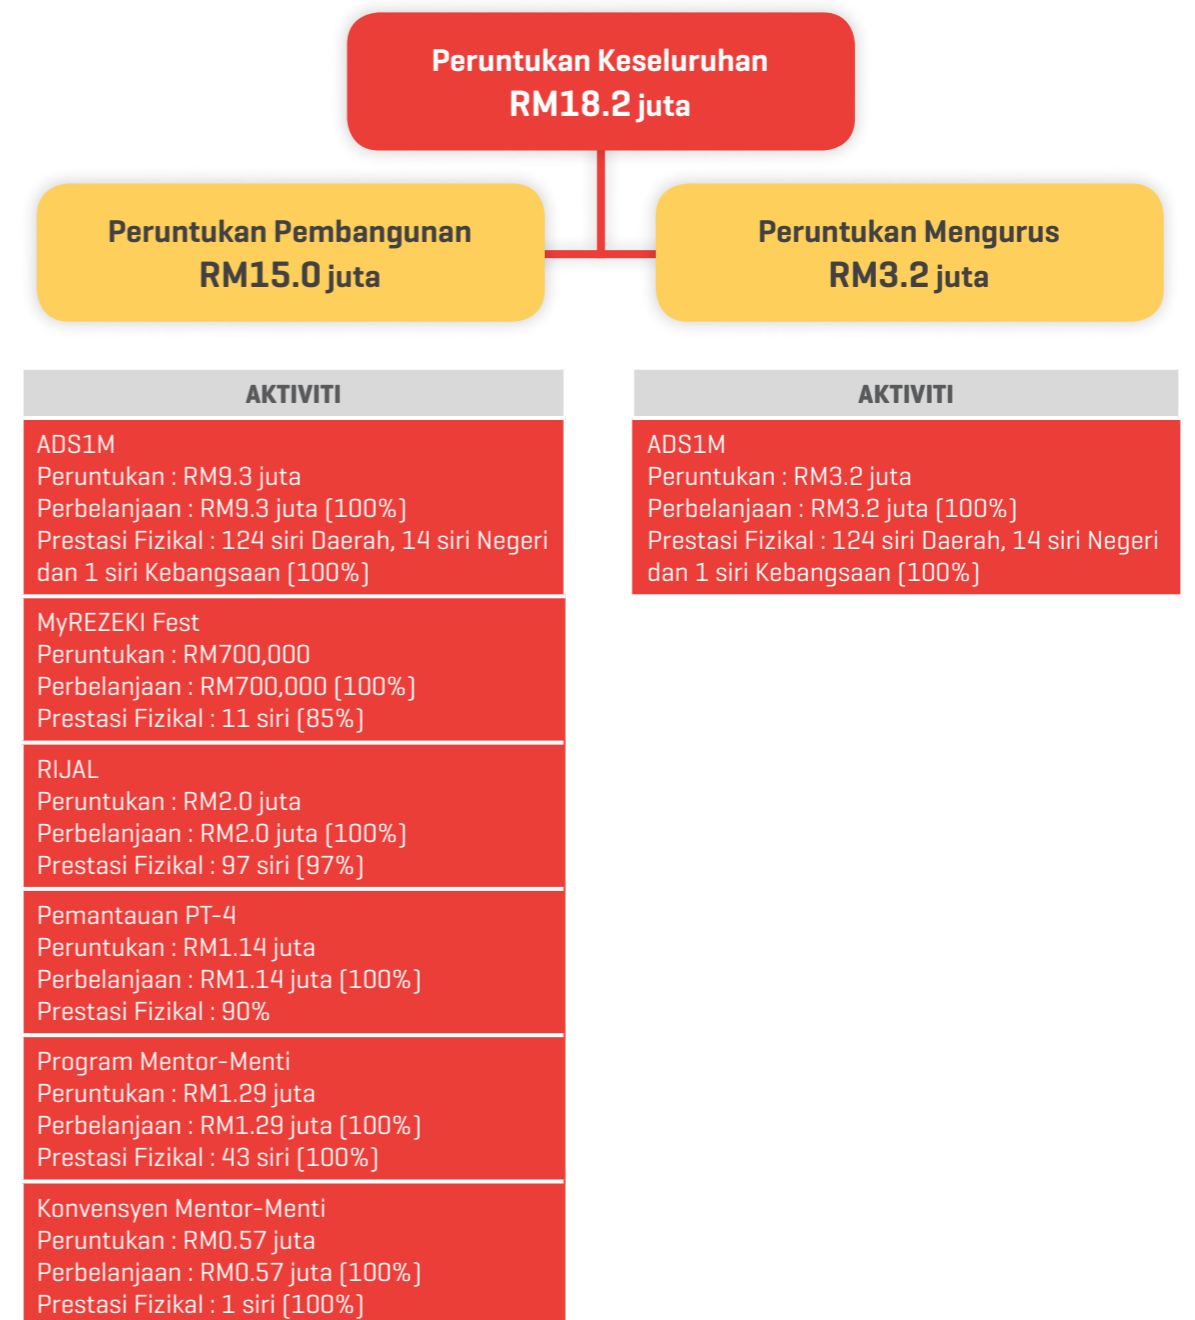 Peruntukan Keseluruhan
RM18.2 juta
Peruntukan Pembangunan
RM15.0 juta
Peruntukan Mengurus
RM3.2 juta
AKTIVITI
ADS1M
Peruntukan : RM9.3 juta
Perbelanjaan : RM9.3 juta (100%)
Prestasi Fizikal : 124 siri Daerah, 14 siri Negeri
dan 1 siri Kebangsaan (100%)
MyREZEKI Fest
Peruntukan : RM700,000
Perbelanjaan : RM700,000 (100%)
Prestasi Fizikal : 11 siri (85%)
RIJAL
Peruntukan : RM2.0 juta
Perbelanjaan : RM2.0 juta (100%)
Prestasi Fizikal : 97 siri (97%)
Pemantauan PT-4
Peruntukan : RM1.14 juta
Perbelanjaan : RM1.14 juta (100%)
Prestasi Fizikal : 90%
Program Mentor-Menti
Peruntukan : RM1.29 juta
Perbelanjaan : RM1.29 juta (100%)
Prestasi Fizikal : 43 siri (100%)
Konvensyen Mentor-Menti
Peruntukan : RM0.57 juta
Perbelanjaan : RM0.57 juta (100%)
Prestasi Fizikal : 1 siri (100%)
AKTIVITI
ADS1M
Peruntukan : RM3.2 juta
Perbelanjaan : RM3.2 juta (100%)
Prestasi Fizikal : 124 siri Daerah, 14 siri Negeri
dan 1 siri Kebangsaan (100%)